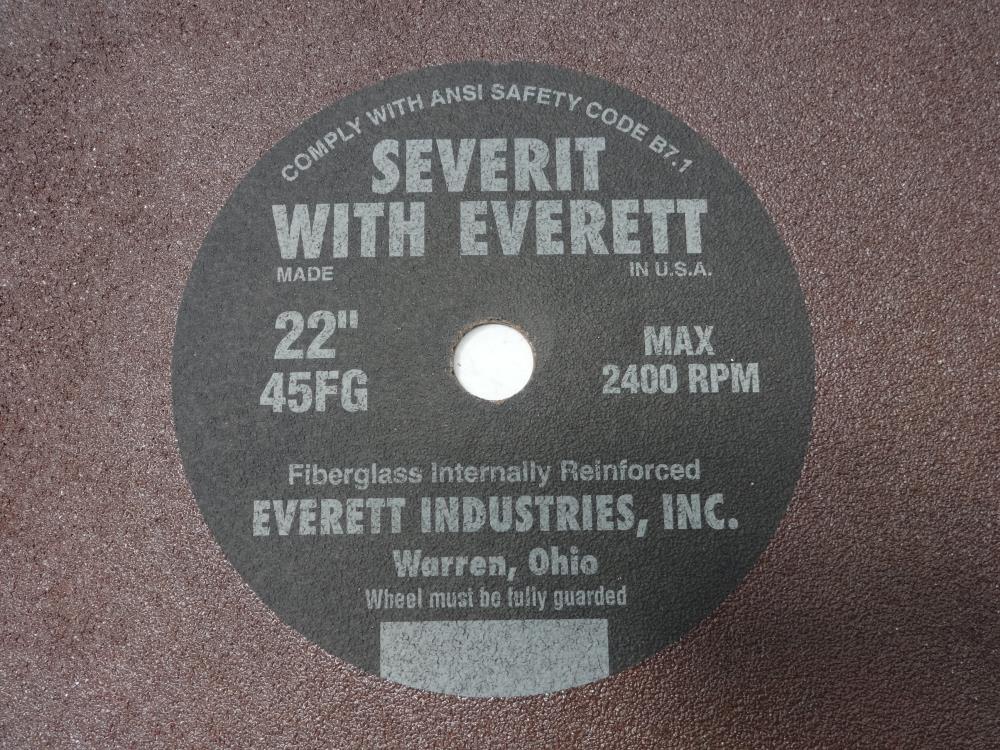 COMPLY WITH ANSI SAFETY CODE B7.1
SEVERIT
WITH EVERETT
MADE IN U.S.A.
22"
45FG
MAX
2400 RPM
Fiberglass Internally Reinforced
EVERETT INDUSTRIES, INC.
Warren, Ohio
Wheel must be fully guarded